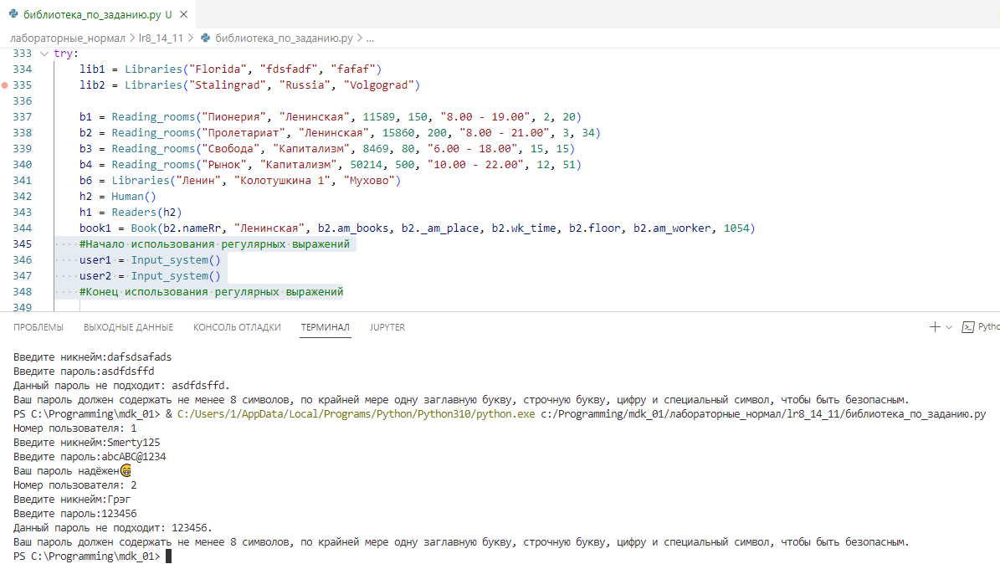 библиотека_по_заданию.py U ×
лабораторные_нормал > lr8_14_11 > библиотека_по_заданию.py > ...
333 try:
334 lib1 = Libraries("Florida", "fdsfadf", "fafaf")
335 lib2 = Libraries("Stalingrad", "Russia", "Volgograd")
336
337 b1 = Reading_rooms("Пионерия", "Ленинская", 11589, 150, "8.00 - 19.00", 2, 20)
338 b2 = Reading_rooms("Пролетариат", "Ленинская", 15860, 200, "8.00 - 21.00", 3, 34)
339 b3 = Reading_rooms("Свобода", "Капитализм", 8469, 80, "6.00 - 18.00", 15, 15)
340 b4 = Reading_rooms("Рынок", "Капитализм", 50214, 500, "10.00 - 22.00", 12, 51)
341 b6 = Libraries("Ленин", "Колотушкина 1", "Мухово")
342 h2 = Human()
343 h1 = Readers(h2)
344 book1 = Book(b2.nameRr, "Ленинская", b2.am_books, b2._am_place, b2.wk_time, b2.floor, b2.am_worker, 1054)
345 #Начало использования регулярных выражений
346 user1 = Input_system()
347 user2 = Input_system()
348 #Конец использования регулярных выражений
349
ПРОБЛЕМЫ ВЫХОДНЫЕ ДАННЫЕ КОНСОЛЬ ОТЛАДКИ ТЕРМИНАЛ JUPYTER Pytho
Введите никнейм:dafsdsafads
Введите пароль:asdfdsffd
Данный пароль не подходит: asdfdsffd.
Ваш пароль должен содержать не менее 8 символов, по крайней мере одну заглавную букву, строчную букву, цифру и специальный символ, чтобы быть безопасным.
PS C:\Programming\mdk_01> & C:/Users/1/AppData/Local/Programs/Python/Python310/python.exe c:/Programming/mdk_01/лабораторные_нормал/lr8_14_11/библиотека_по_заданию.py
Номер пользователя: 1
Введите никнейм:Smerty125
Введите пароль:abcABC@1234
Ваш пароль надёжен😁
Номер пользователя: 2
Введите никнейм:Грэг
Введите пароль:123456
Данный пароль не подходит: 123456.
Ваш пароль должен содержать не менее 8 символов, по крайней мере одну заглавную букву, строчную букву, цифру и специальный символ, чтобы быть безопасным.
PS C:\Programming\mdk_01>